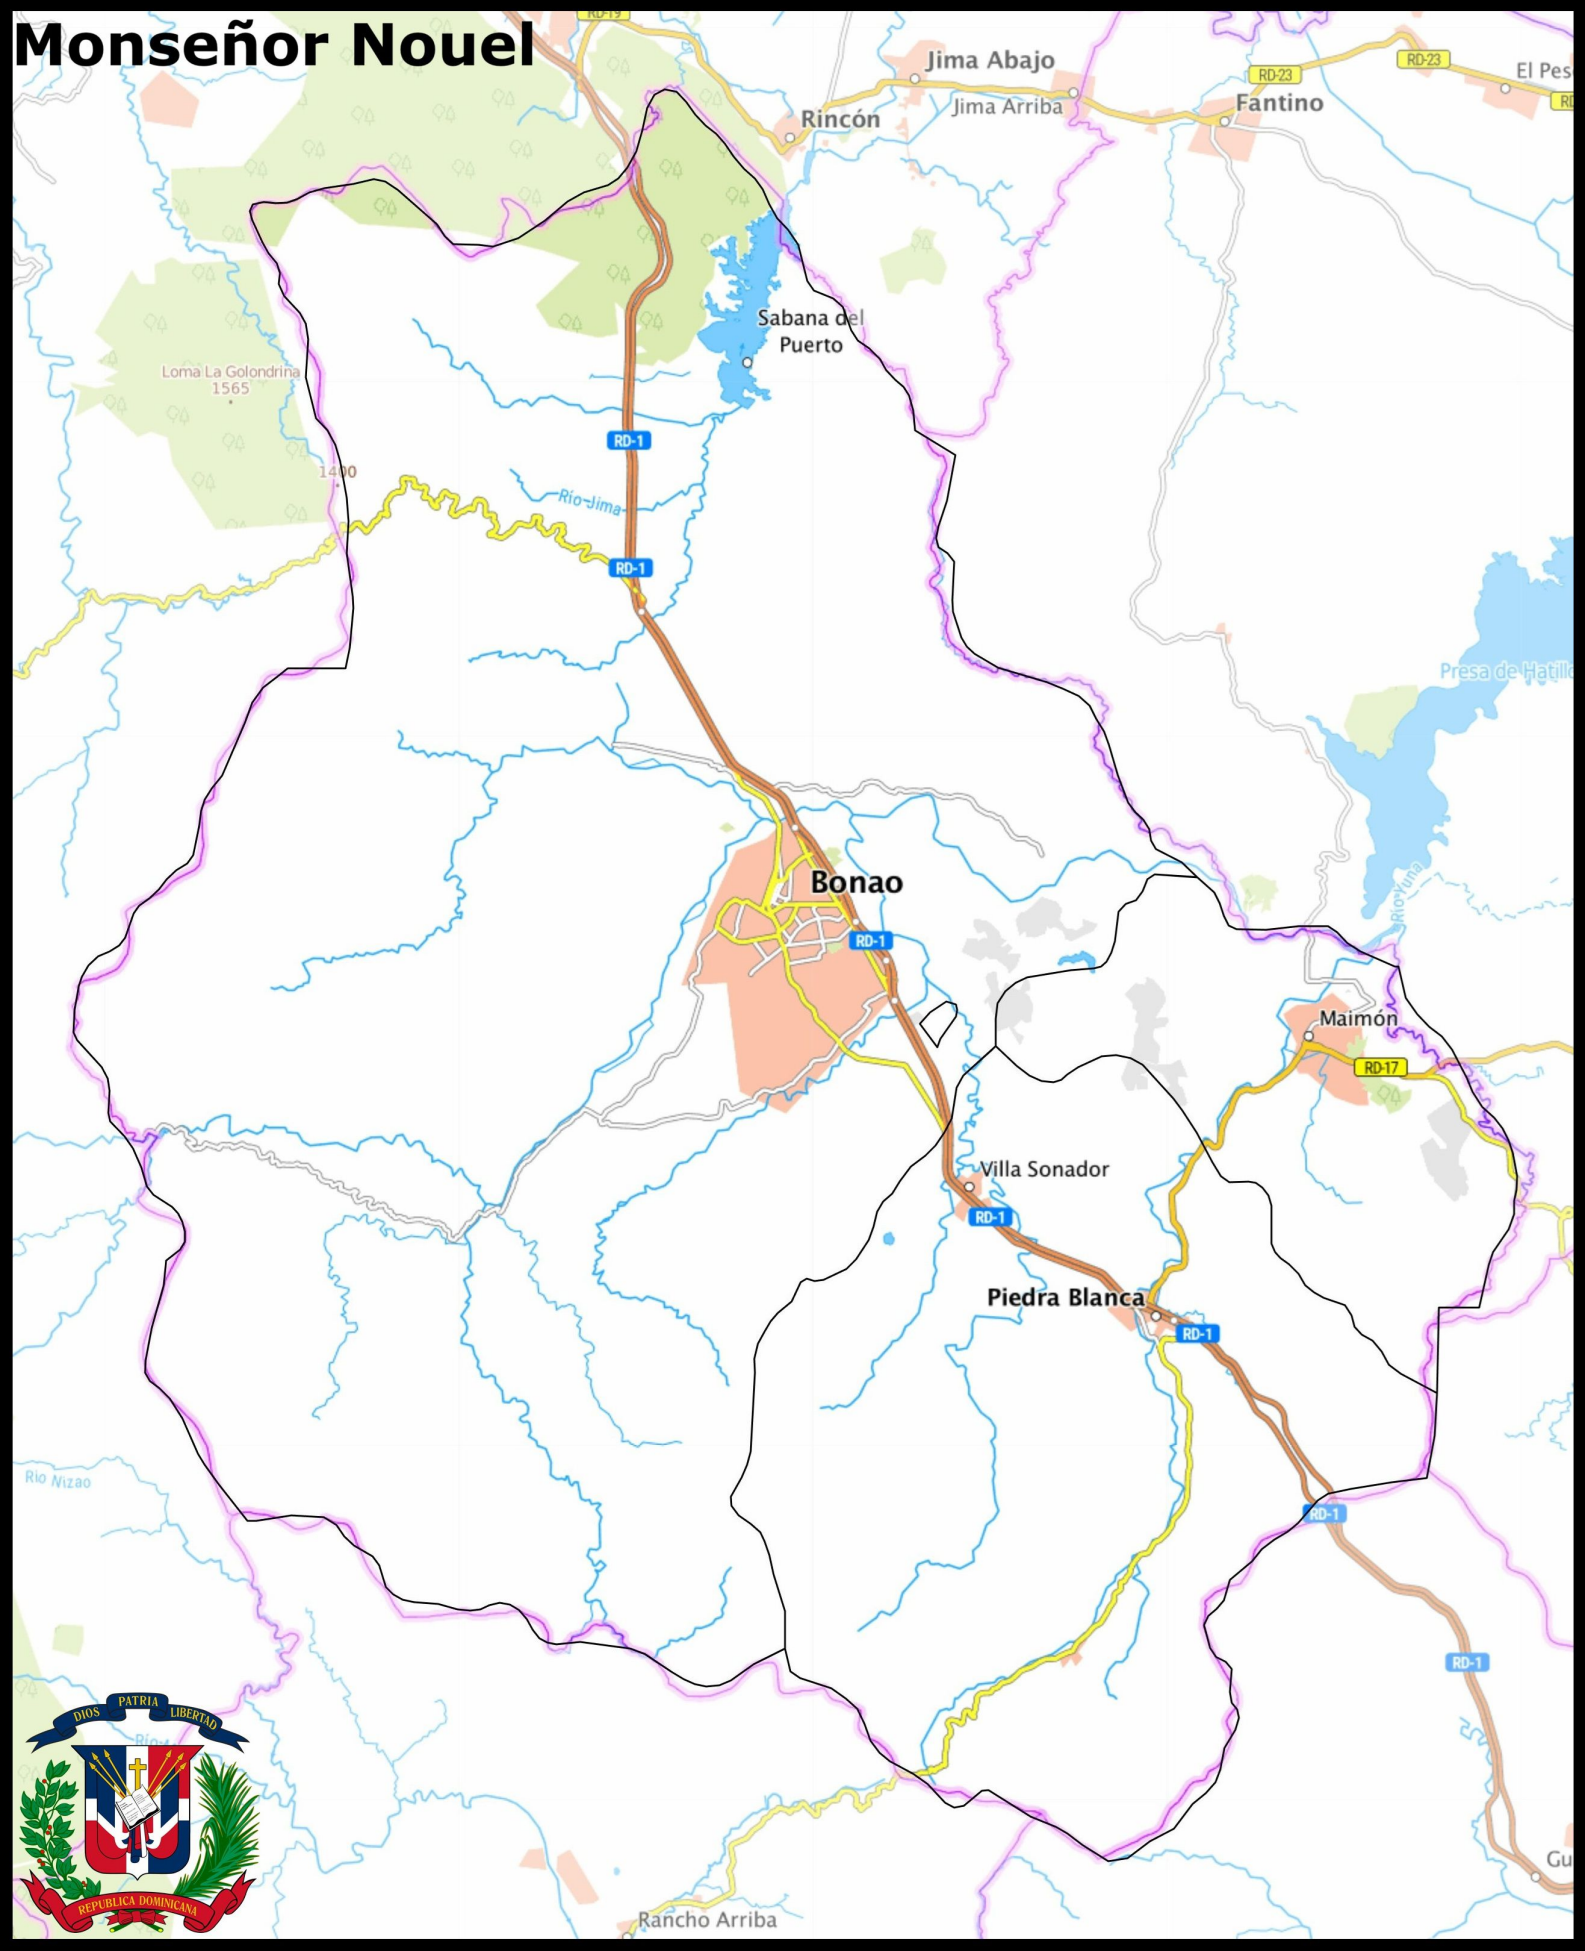 Monseñor Nouel
RD-19
Jima Abajo
Jima Arriba
Rincón
RD-23
RD-23
El Pes
Fantino
Sabana del
Puerto
Loma La Golondrina
1565
RD-1
1400
Río Jima
RD-1
Presa de Hatillo
Bonao
Río Yuna
RD-1
Maimón
RD-17
Villa Sonador
RD-1
Piedra Blanca
RD-1
Rio Nizao
RD-1
RD-1
DIOS PATRIA LIBERTAD
REPUBLICA DOMINICANA
Gu
Rancho Arriba